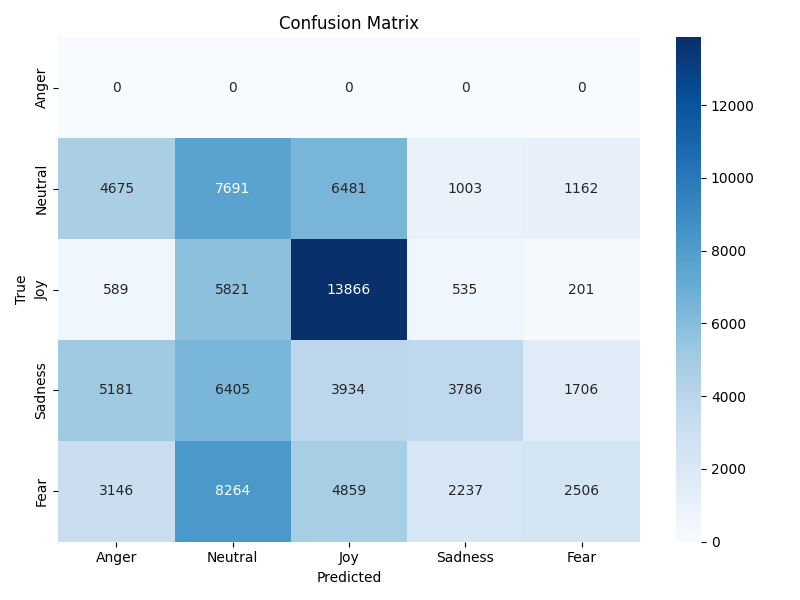 Confusion Matrix
True
Anger 0 0 0 0 0
Neutral 4675 7691 6481 1003 1162
Joy 589 5821 13866 535 201
Sadness 5181 6405 3934 3786 1706
Fear 3146 8264 4859 2237 2506
Anger Neutral Joy Sadness Fear
Predicted
12000
10000
8000
6000
4000
2000
0